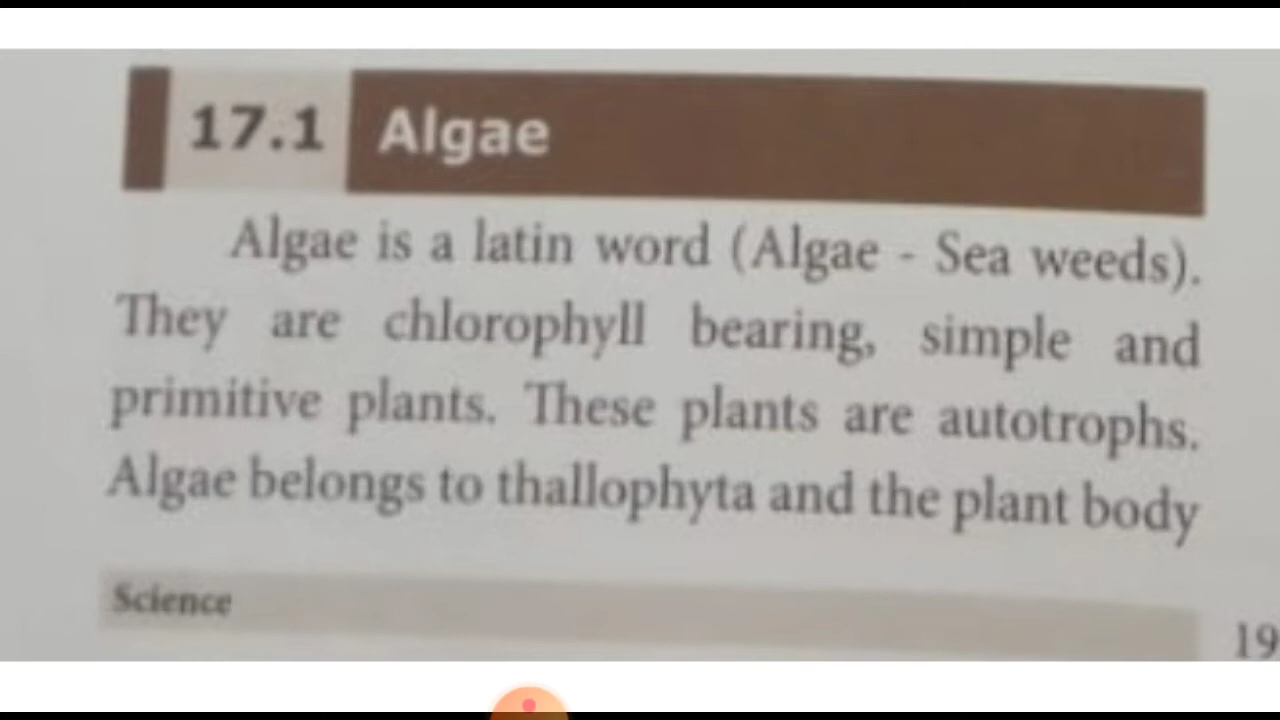 17.1 Algae
Algae is a latin word (Algae - Sea weeds).
They are chlorophyll bearing, simple and
primitive plants. These plants are autotrophs.
Algae belongs to thallophyta and the plant body
Science
19